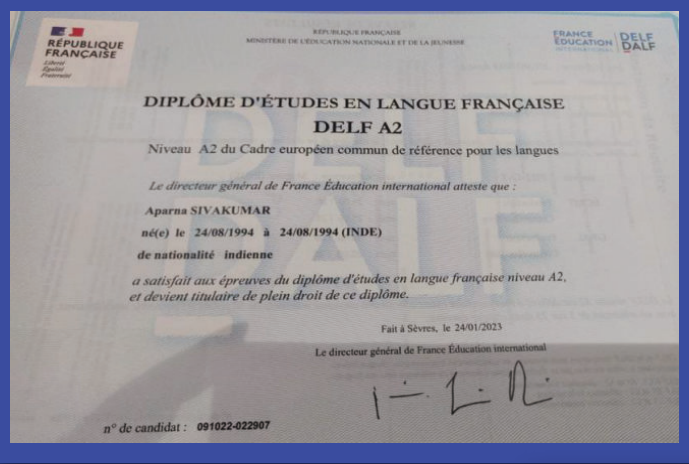 RÉPUBLIQUE
FRANÇAISE
Liberté
Égalité
Fraternité
RÉPUBLIQUE FRANÇAISE
MINISTÈRE DE L'ÉDUCATION NATIONALE ET DE LA JEUNESSE
FRANCE
ÉDUCATION
INTERNATIONAL
DELF
DALF
DIPLÔME D'ÉTUDES EN LANGUE FRANÇAISE
DELF A2
Niveau A2 du Cadre européen commun de référence pour les langues
Le directeur général de France Éducation international atteste que :
Aparna SIVAKUMAR
né(e) le 24/08/1994 à 24/08/1994 (INDE)
de nationalité indienne
a satisfait aux épreuves du diplôme d'études en langue française niveau A2,
et devient titulaire de plein droit de ce diplôme.
Fait à Sèvres, le 24/01/2023
Le directeur général de France Éducation international
n° de candidat : 091022-022907
DELF
DALF